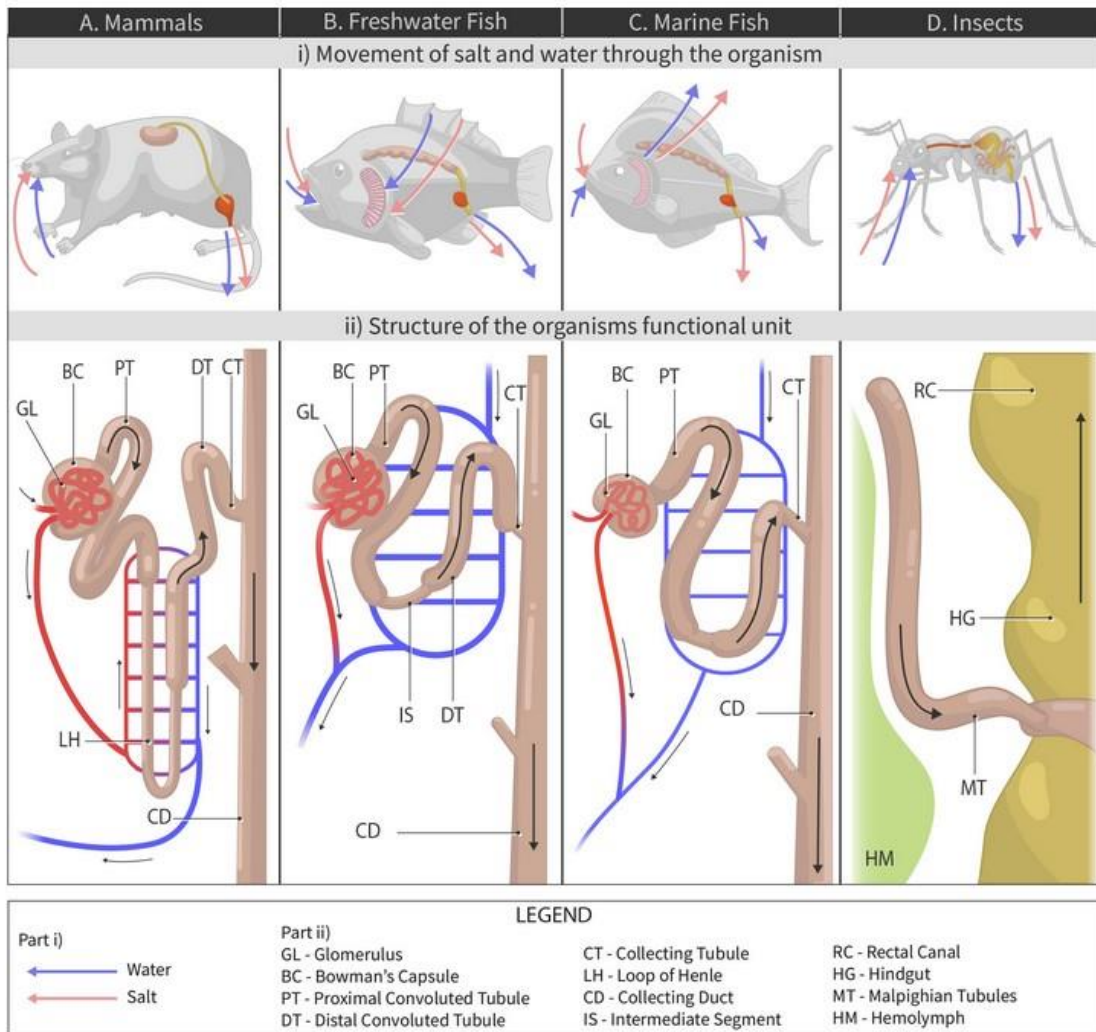 A. Mammals
B. Freshwater Fish
C. Marine Fish
D. Insects
i) Movement of salt and water through the organism
ii) Structure of the organisms functional unit
GL
BC
PT
DT
CT
LH
CD
GL
BC
PT
CT
IS
DT
CD
GL
BC
PT
CT
CD
RC
HG
MT
HM
LEGEND
Part i)
Water
Salt
Part ii)
GL - Glomerulus
BC - Bowman's Capsule
PT - Proximal Convoluted Tubule
DT - Distal Convoluted Tubule
CT - Collecting Tubule
LH - Loop of Henle
CD - Collecting Duct
IS - Intermediate Segment
RC - Rectal Canal
HG - Hindgut
MT - Malpighian Tubules
HM - Hemolymph